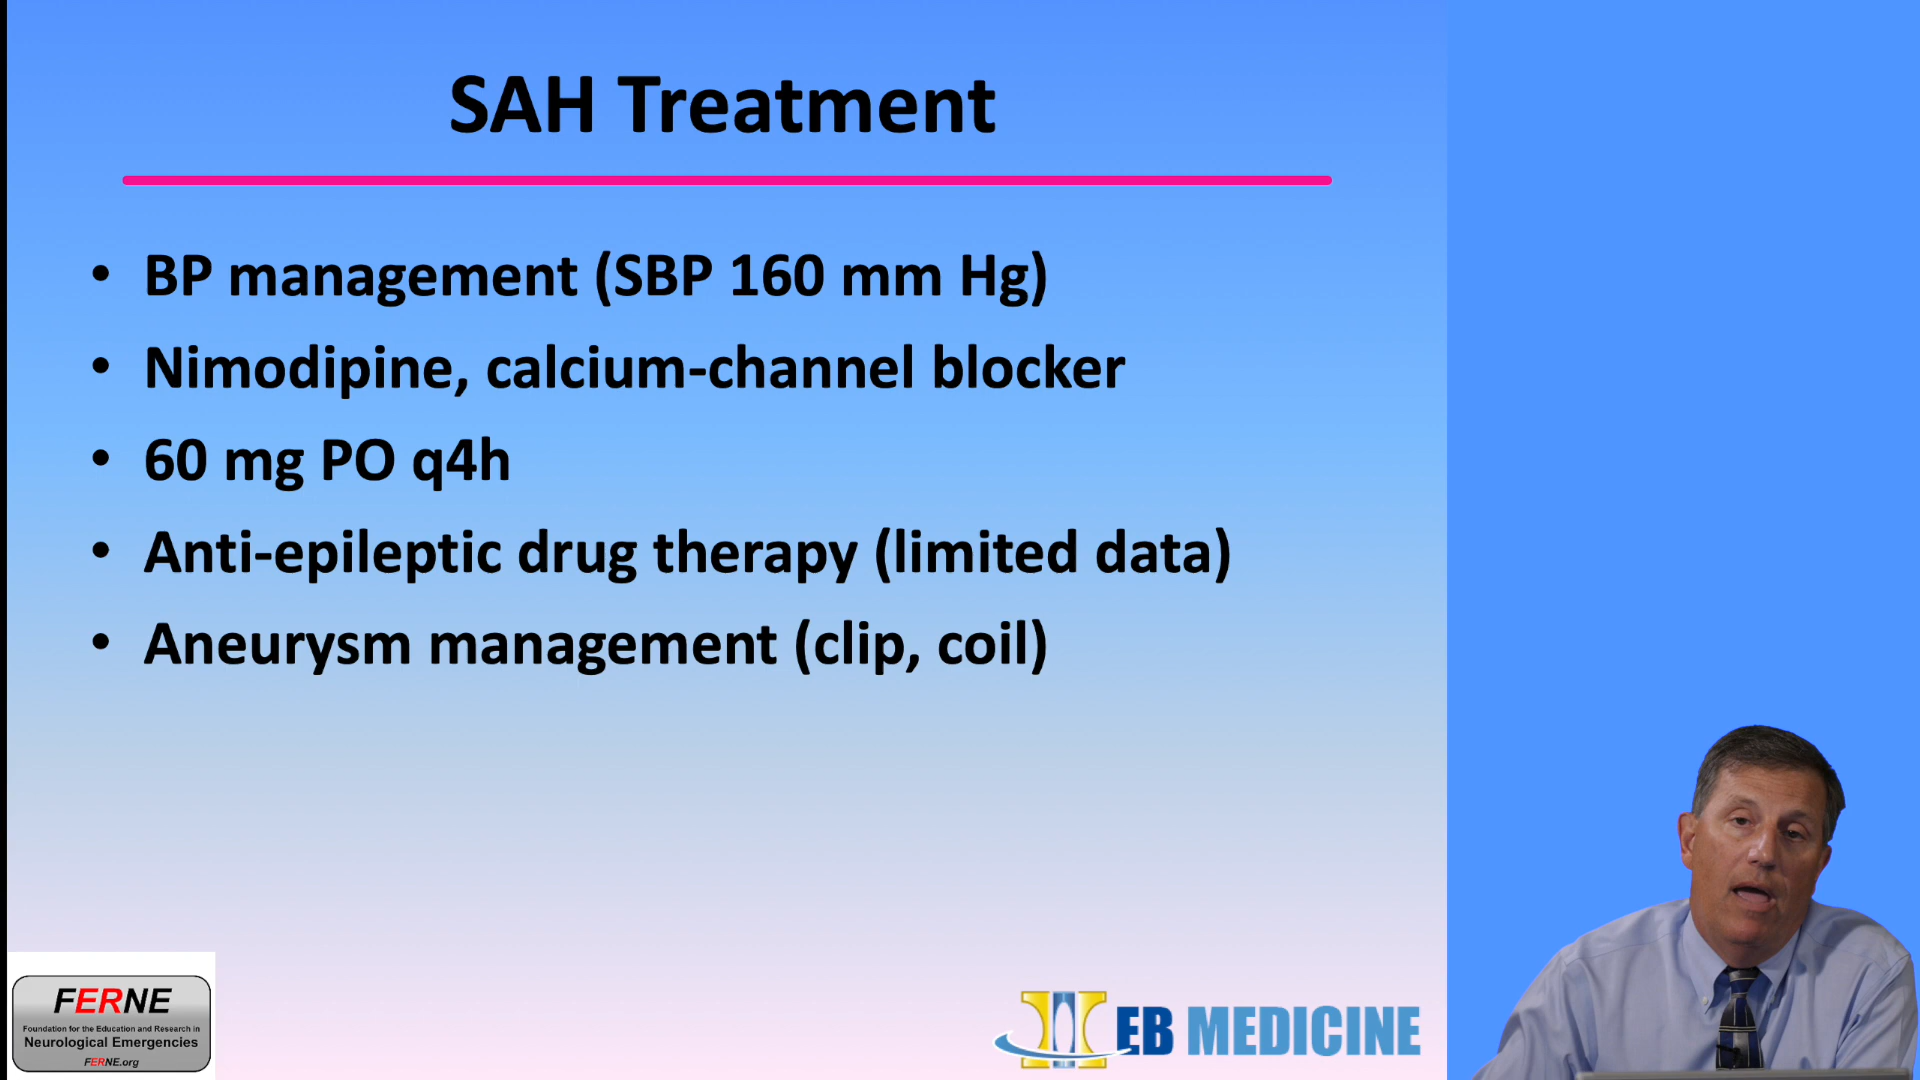 SAH Treatment
• BP management (SBP 160 mm Hg)
• Nimodipine, calcium-channel blocker
• 60 mg PO q4h
• Anti-epileptic drug therapy (limited data)
• Aneurysm management (clip, coil)
FERNE
Foundation for the Education and Research in
Neurological Emergencies
FERNE.org
EB MEDICINE